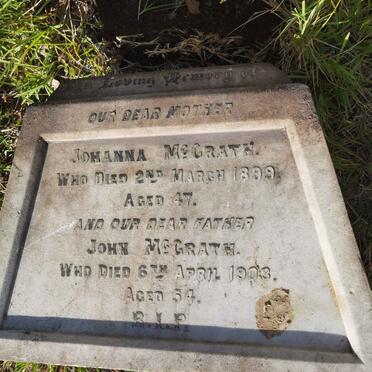 In Loving Memory of
OUR DEAR MOTHER
JOHANNA McGRATH.
WHO DIED 2ND MARCH 1899.
AGED 47.
AND OUR DEAR FATHER
JOHN McGRATH.
WHO DIED 6TH APRIL 1903.
AGED 54.
R.I.P.